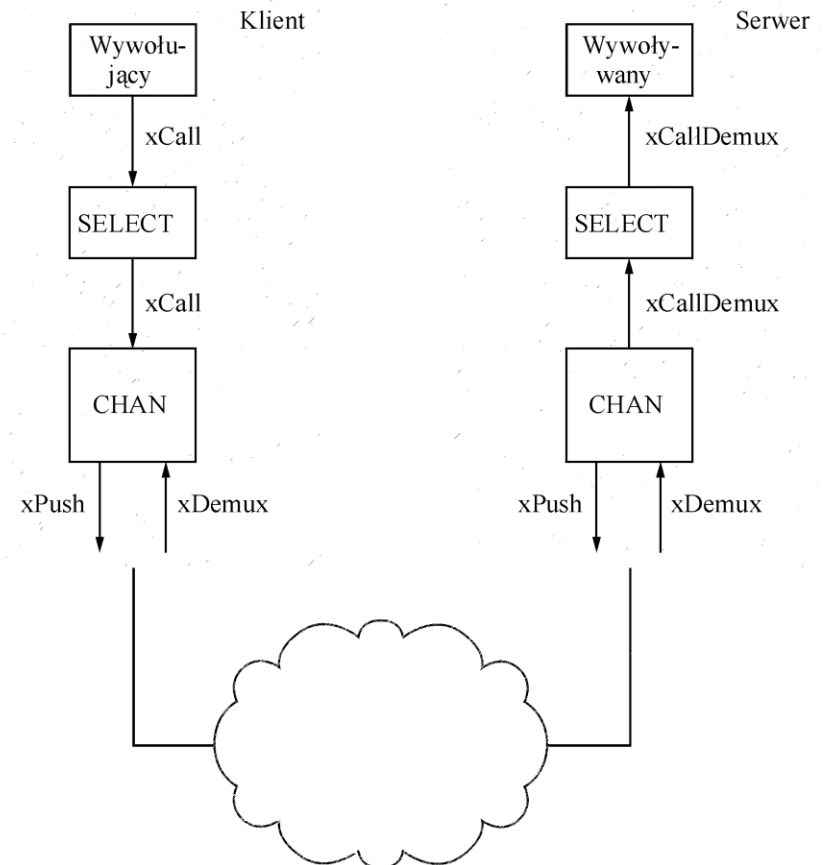 Klient
Serwer
Wywołu-
jący
Wywoły-
wany
xCall
xCallDemux
SELECT
SELECT
xCall
xCallDemux
CHAN
CHAN
xPush
xDemux
xPush
xDemux